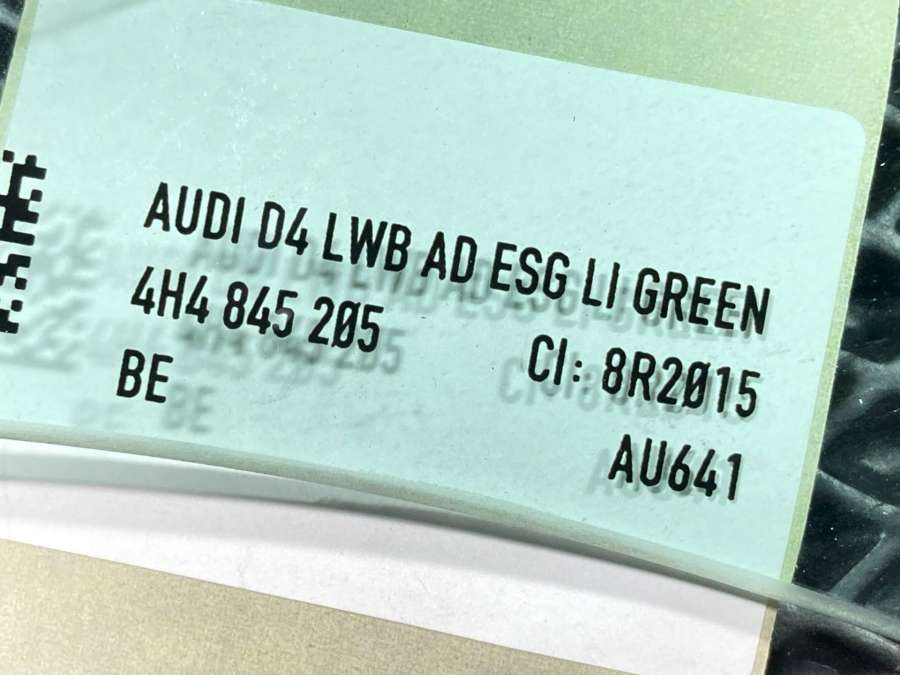 AUDI D4 LWB AD ESG LI GREEN
4H4 845 205
CI: 8R2015
BE
AU641